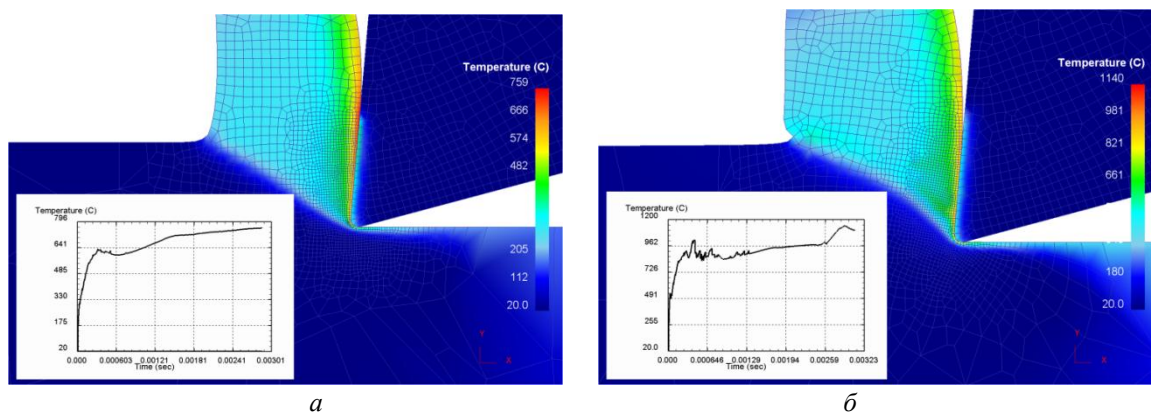 Temperature (C)
759
666
574
482
205
112
20.0
Temperature (C)
796
641
485
330
175
20
0.000 0.000603 0.00121 0.00181 0.00241 0.00301
Time (sec)
Y
X
Temperature (C)
1140
981
821
661
180
20.0
Temperature (C)
1200
962
726
491
255
20.0
0.000 0.000646 0.00129 0.00194 0.00259 0.00323
Time (sec)
Y
X
а
б